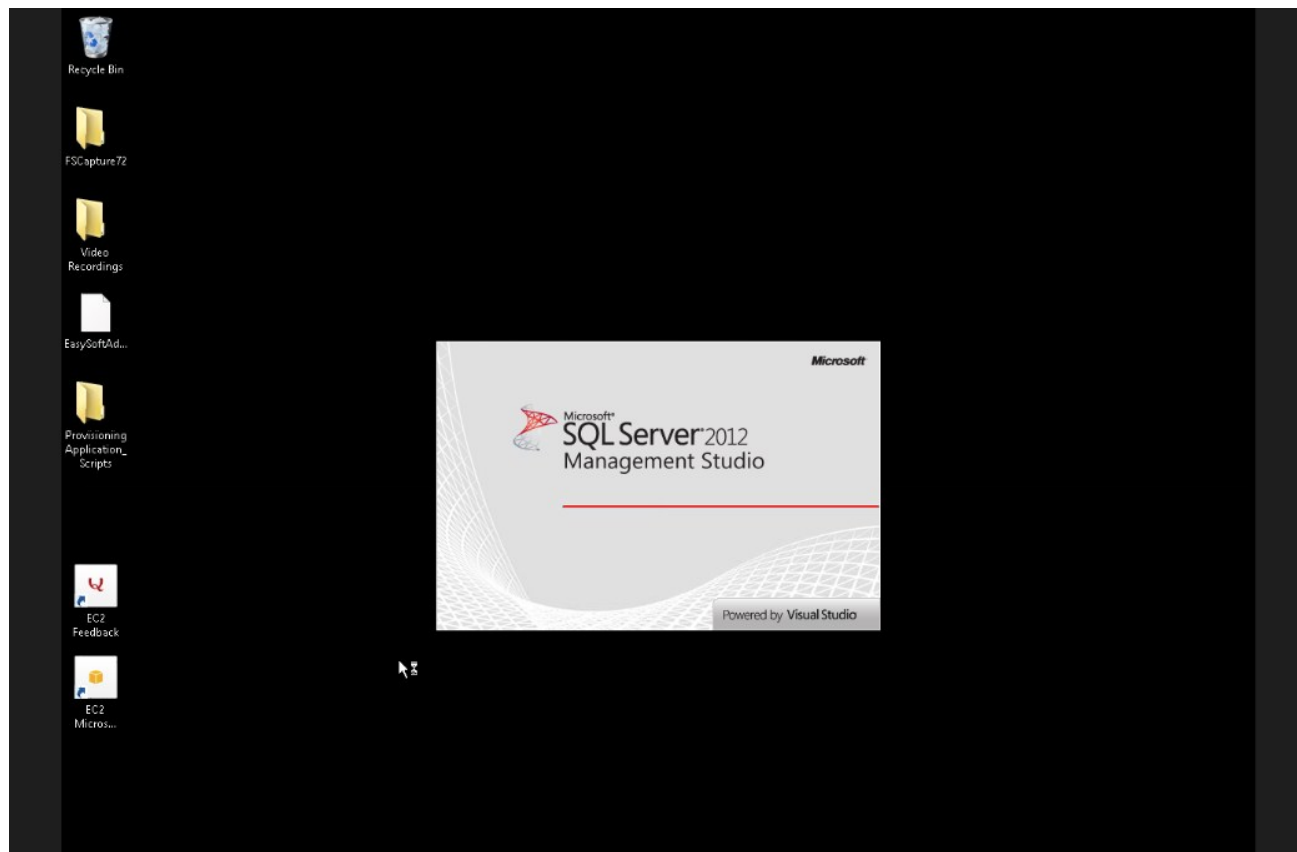 Recycle Bin
FSCapture72
Video
Recordings
EasySoftAd...
Provisioning
Application_
Scripts
EC2
Feedback
EC2
Micros...
Microsoft
Microsoft®
SQL Server®2012
Management Studio
Powered by Visual Studio